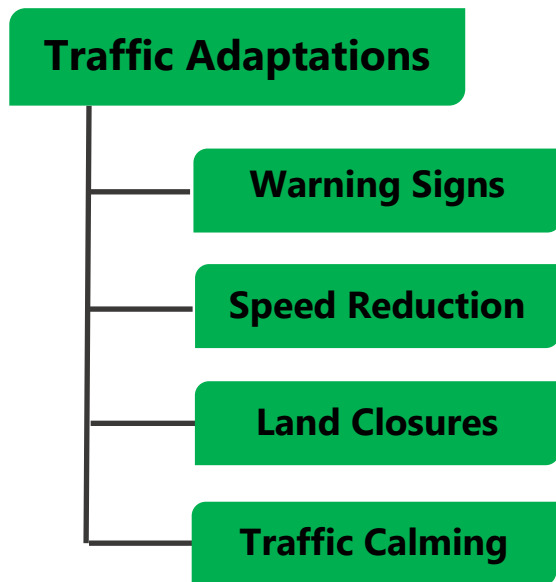 Traffic Adaptations
Warning Signs
Speed Reduction
Land Closures
Traffic Calming